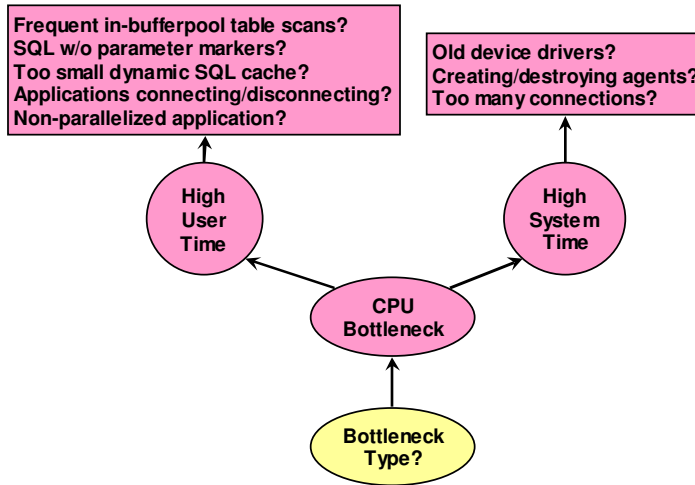 Frequent in-bufferpool table scans?
SQL w/o parameter markers?
Too small dynamic SQL cache?
Applications connecting/disconnecting?
Non-parallelized application?
Old device drivers?
Creating/destroying agents?
Too many connections?
High
User
Time
High
System
Time
CPU
Bottleneck
Bottleneck
Type?